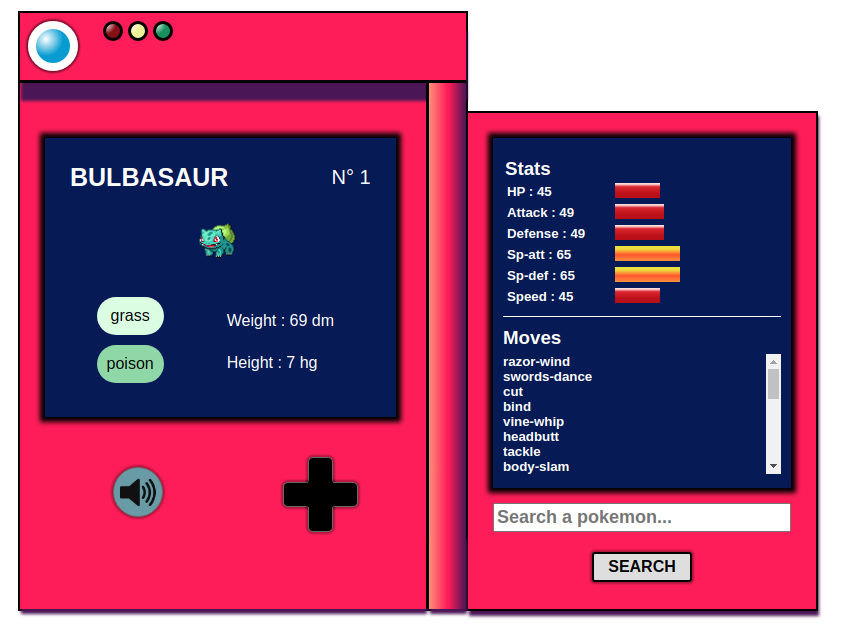 BULBASAUR
N° 1
grass
poison
Weight : 69 dm
Height : 7 hg
Stats
HP : 45
Attack : 49
Defense : 49
Sp-att : 65
Sp-def : 65
Speed : 45
Moves
razor-wind
swords-dance
cut
bind
vine-whip
headbutt
tackle
body-slam
Search a pokemon...
SEARCH